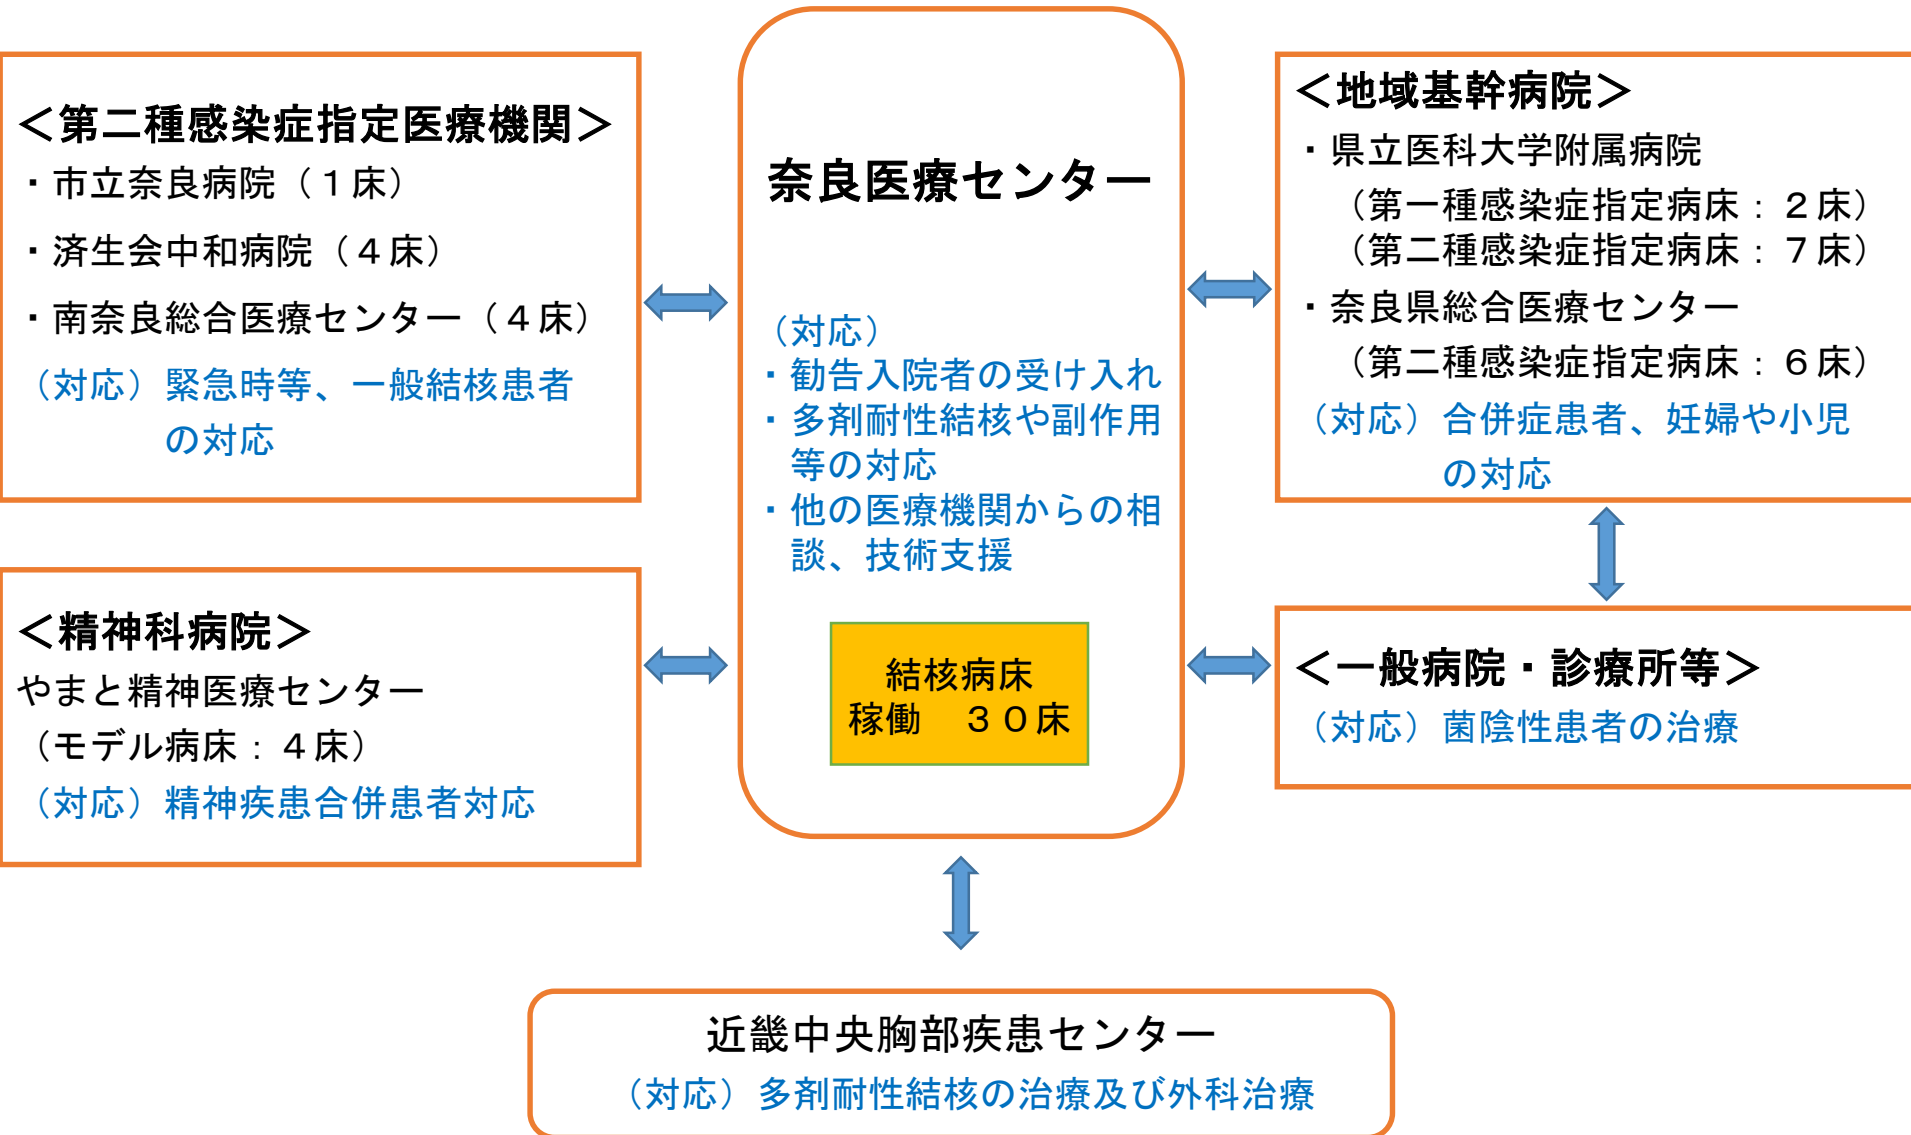 ＜第二種感染症指定医療機関＞
・市立奈良病院（１床）
・済生会中和病院（４床）
・南奈良総合医療センター（４床）
（対応）緊急時等、一般結核患者
の対応
＜精神科病院＞
やまと精神医療センター
（モデル病床：４床）
（対応）精神疾患合併患者対応
奈良医療センター
（対応）
・勧告入院者の受け入れ
・多剤耐性結核や副作用
等の対応
・他の医療機関からの相
談、技術支援
結核病床
稼働　３０床
＜地域基幹病院＞
・県立医科大学附属病院
（第一種感染症指定病床：２床）
（第二種感染症指定病床：７床）
・奈良県総合医療センター
（第二種感染症指定病床：６床）
（対応）合併症患者、妊婦や小児
の対応
＜一般病院・診療所等＞
（対応）菌陰性患者の治療
近畿中央胸部疾患センター
（対応）多剤耐性結核の治療及び外科治療